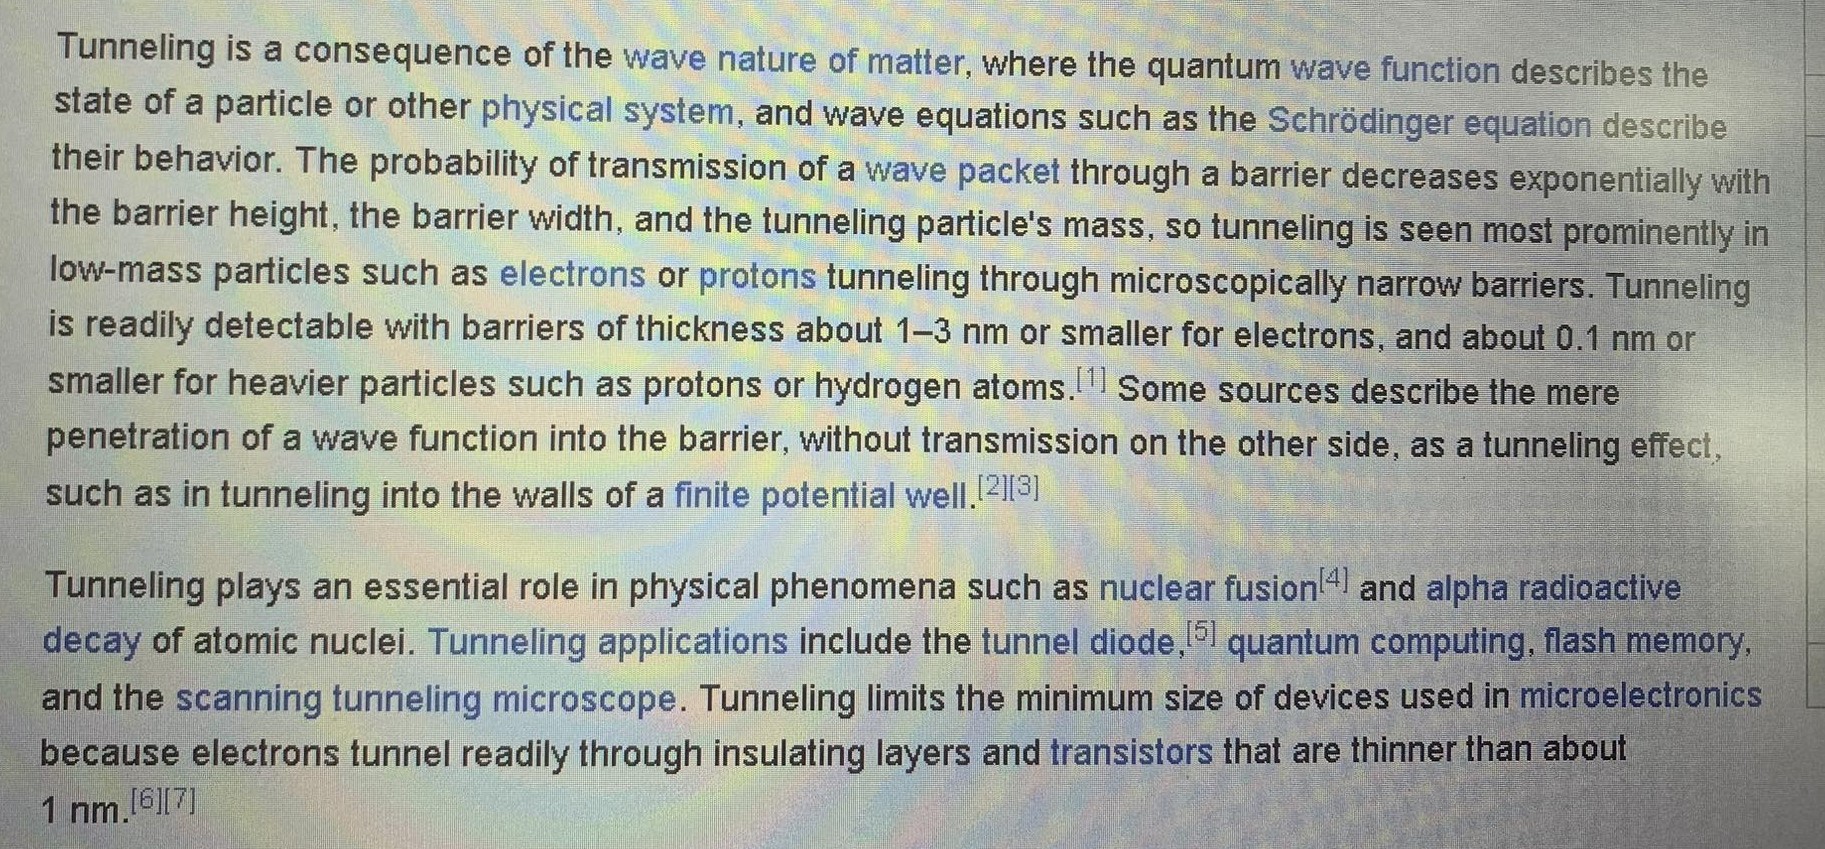 Tunneling is a consequence of the wave nature of matter, where the quantum wave function describes the
state of a particle or other physical system, and wave equations such as the Schrödinger equation describe
their behavior. The probability of transmission of a wave packet through a barrier decreases exponentially with
the barrier height, the barrier width, and the tunneling particle's mass, so tunneling is seen most prominently in
low-mass particles such as electrons or protons tunneling through microscopically narrow barriers. Tunneling
is readily detectable with barriers of thickness about 1–3 nm or smaller for electrons, and about 0.1 nm or
smaller for heavier particles such as protons or hydrogen atoms.[1] Some sources describe the mere
penetration of a wave function into the barrier, without transmission on the other side, as a tunneling effect,
such as in tunneling into the walls of a finite potential well.[2][3]
Tunneling plays an essential role in physical phenomena such as nuclear fusion[4] and alpha radioactive
decay of atomic nuclei. Tunneling applications include the tunnel diode,[5] quantum computing, flash memory,
and the scanning tunneling microscope. Tunneling limits the minimum size of devices used in microelectronics
because electrons tunnel readily through insulating layers and transistors that are thinner than about
1 nm.[6][7]